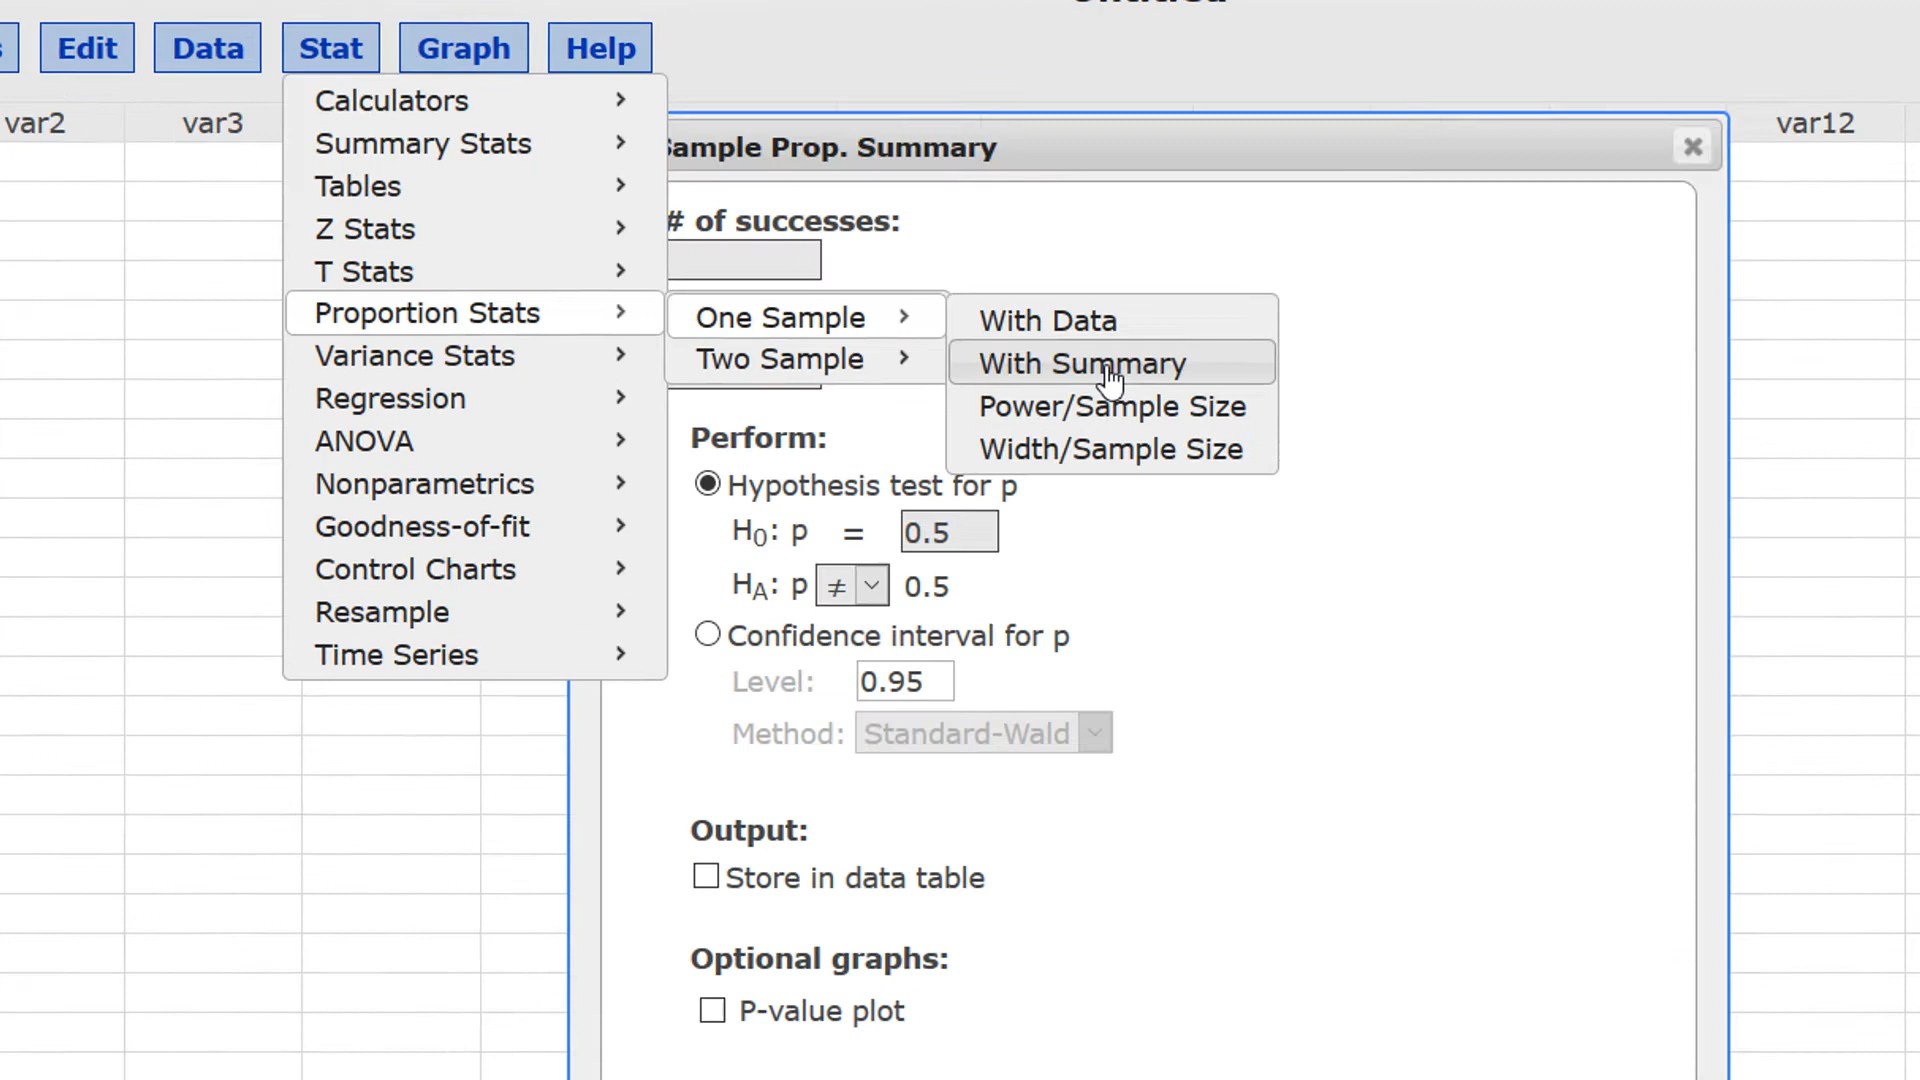 Edit Data Stat Graph Help
var2 var3 var12
Calculators
Summary Stats
Tables
Z Stats
T Stats
Proportion Stats
Variance Stats
Regression
ANOVA
Nonparametrics
Goodness-of-fit
Control Charts
Resample
Time Series
One Sample
Two Sample
With Data
With Summary
Power/Sample Size
Width/Sample Size
Sample Prop. Summary
# of successes:
Perform:
Hypothesis test for p
H0: p = 0.5
HA: p ≠ 0.5
Confidence interval for p
Level: 0.95
Method: Standard-Wald
Output:
Store in data table
Optional graphs:
P-value plot